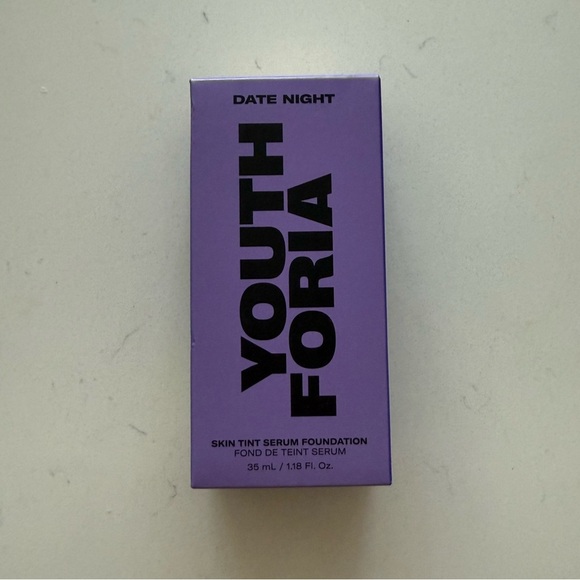 DATE NIGHT
YOUTH
FORIA
SKIN TINT SERUM FOUNDATION
FOND DE TEINT SERUM
35 mL / 1.18 Fl. Oz.